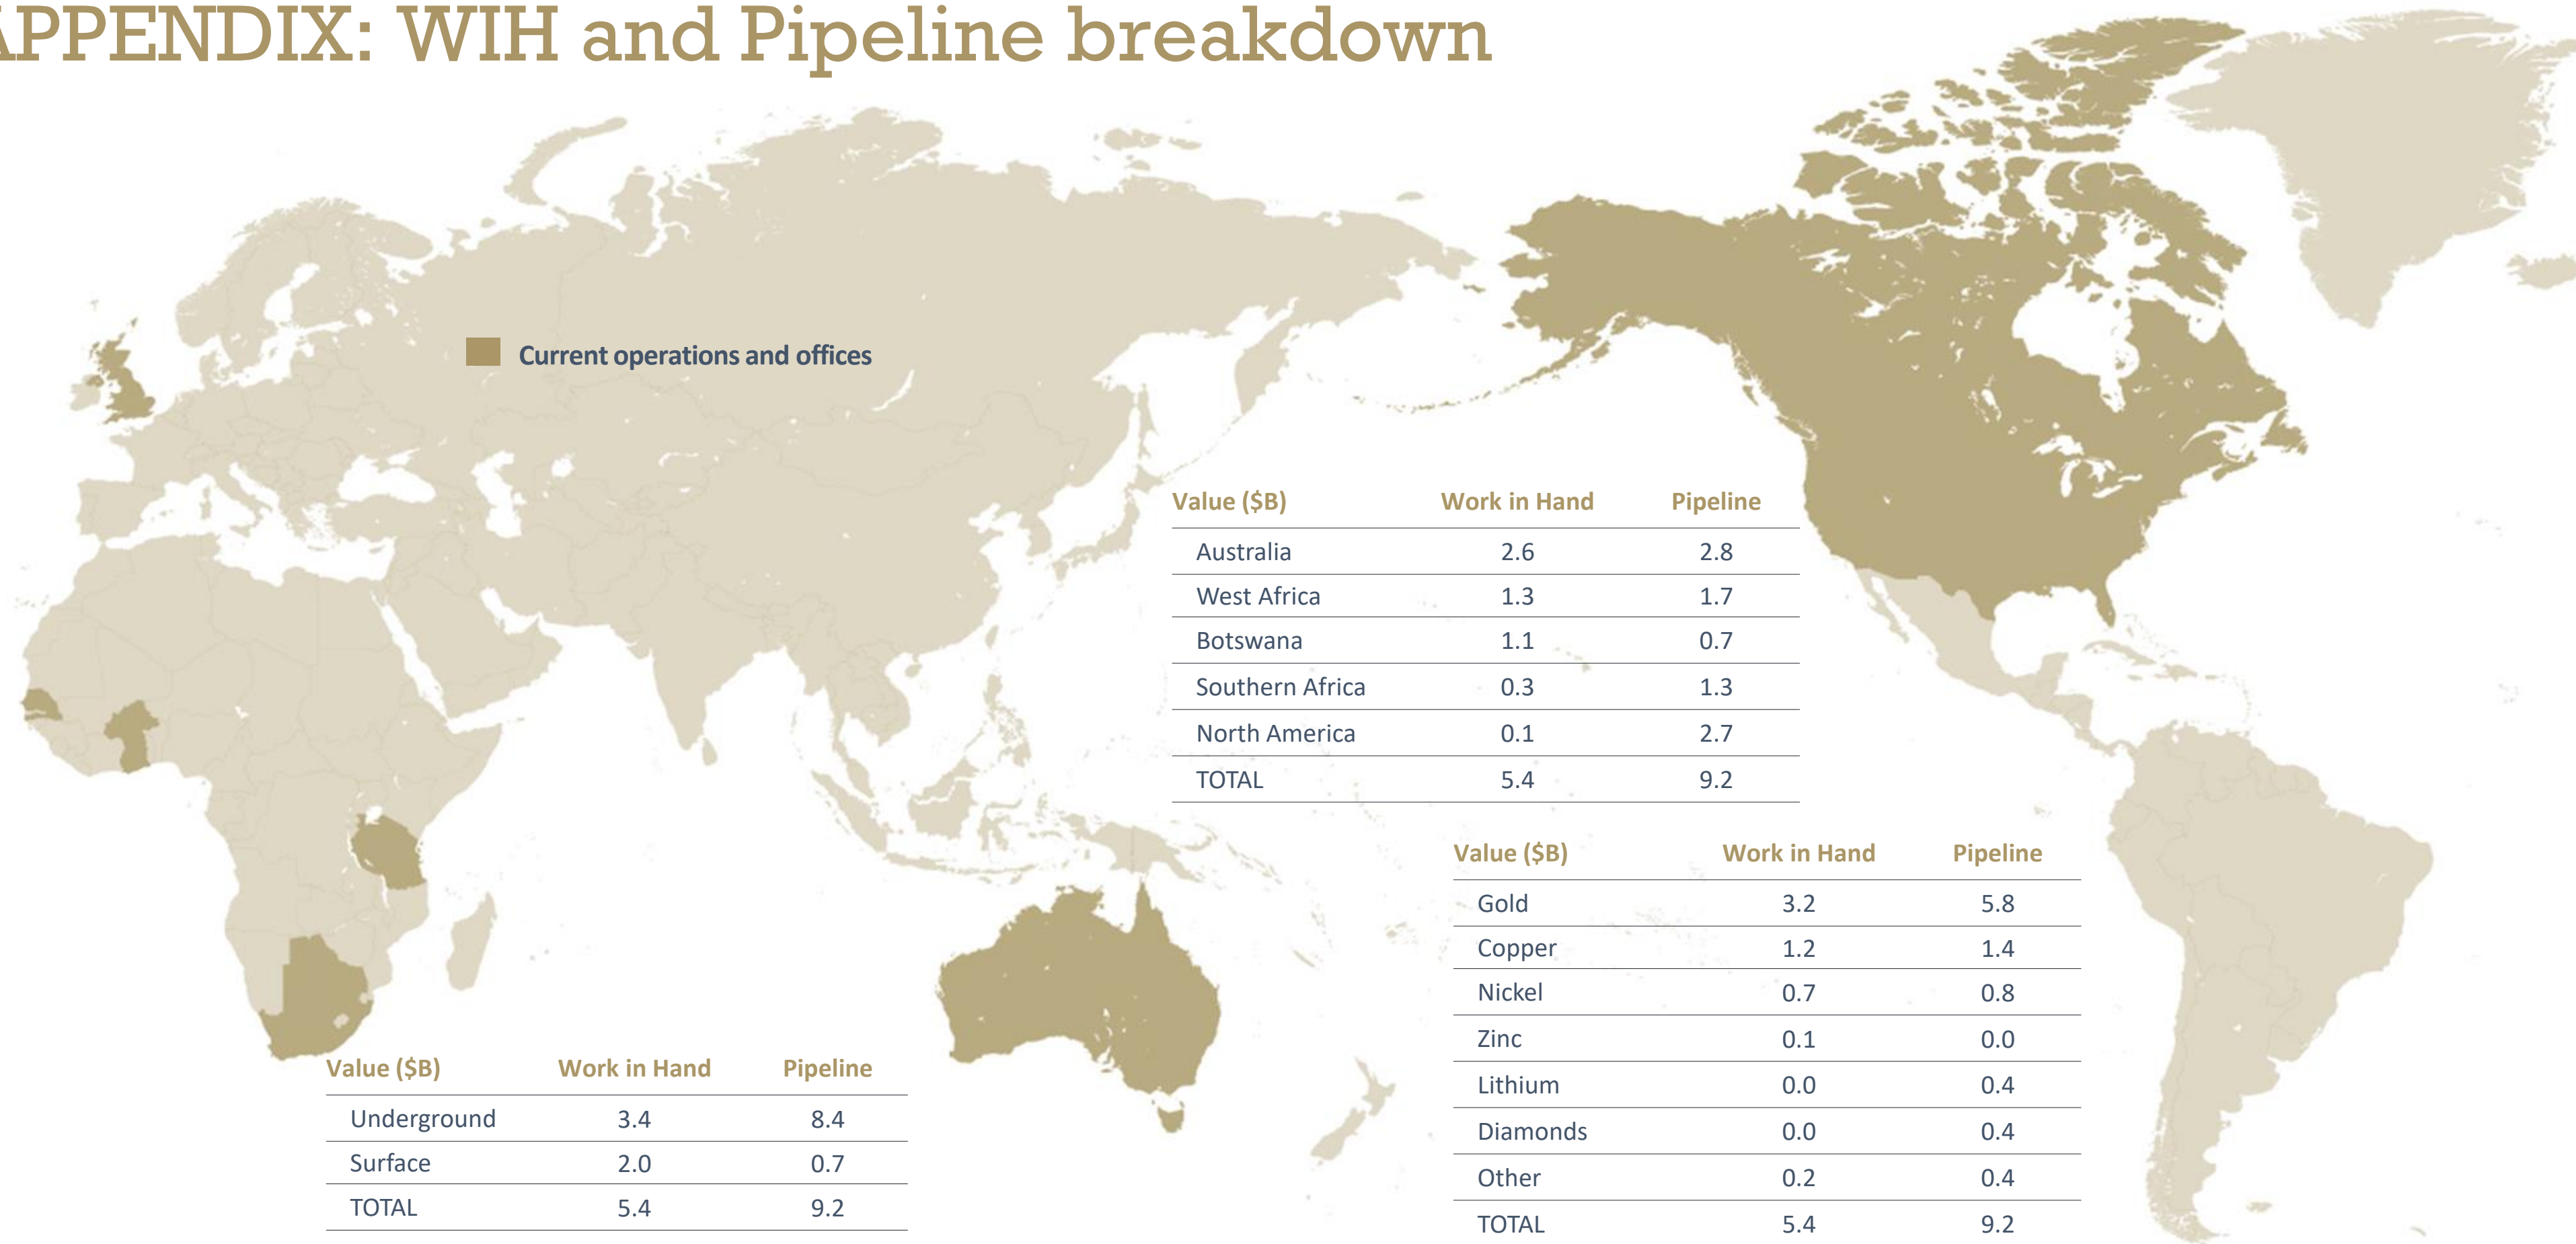 APPENDIX: WIH and Pipeline breakdown
Current operations and offices
Value ($B) Work in Hand Pipeline
Australia 2.6 2.8
West Africa 1.3 1.7
Botswana 1.1 0.7
Southern Africa 0.3 1.3
North America 0.1 2.7
TOTAL 5.4 9.2
Value ($B) Work in Hand Pipeline
Gold 3.2 5.8
Copper 1.2 1.4
Nickel 0.7 0.8
Zinc 0.1 0.0
Lithium 0.0 0.4
Diamonds 0.0 0.4
Other 0.2 0.4
TOTAL 5.4 9.2
Value ($B) Work in Hand Pipeline
Underground 3.4 8.4
Surface 2.0 0.7
TOTAL 5.4 9.2